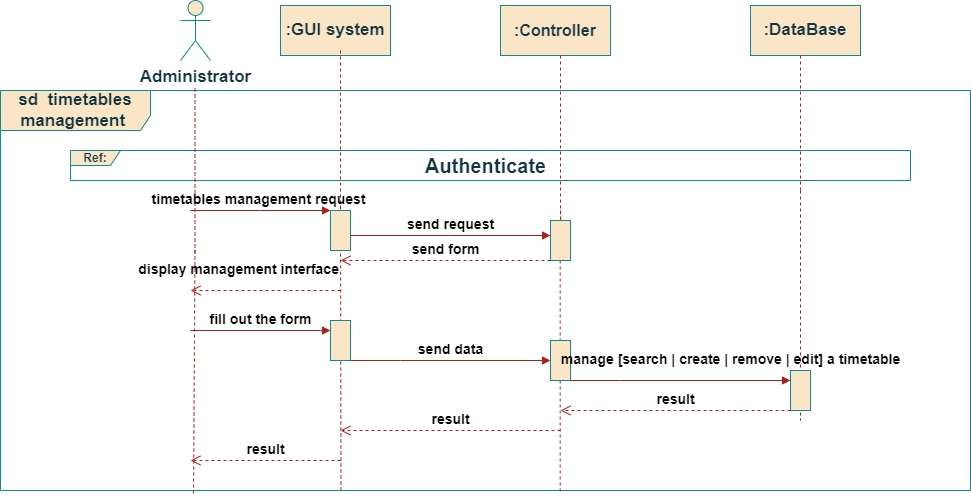 :GUI system
:Controller
:DataBase
Administrator
sd timetables
management
Ref:
Authenticate
timetables management request
send request
send form
display management interface
fill out the form
send data
manage [search | create | remove | edit] a timetable
result
result
result